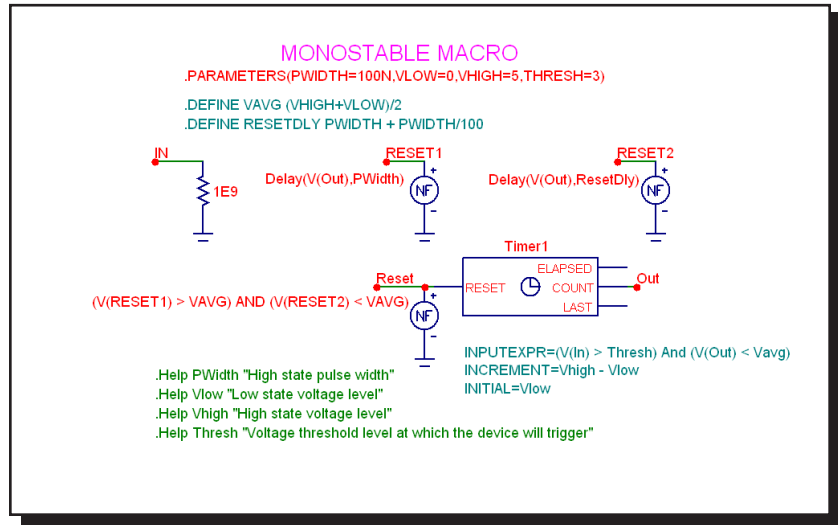 MONOSTABLE MACRO
.PARAMETERS(PWIDTH=100N,VLOW=0,VHIGH=5,THRESH=3)
.DEFINE VAVG (VHIGH+VLOW)/2
.DEFINE RESETDLY PWIDTH + PWIDTH/100
IN
RESET1
RESET2
1E9
Delay(V(Out),PWidth)
+
NF
-
Delay(V(Out),ResetDly)
+
NF
-
Timer1
Reset
RESET
ELAPSED
COUNT
LAST
Out
(V(RESET1) > VAVG) AND (V(RESET2) < VAVG)
+
NF
-
INPUTEXPR=(V(In) > Thresh) And (V(Out) < Vavg)
INCREMENT=Vhigh - Vlow
INITIAL=Vlow
.Help PWidth "High state pulse width"
.Help Vlow "Low state voltage level"
.Help Vhigh "High state voltage level"
.Help Thresh "Voltage threshold level at which the device will trigger"